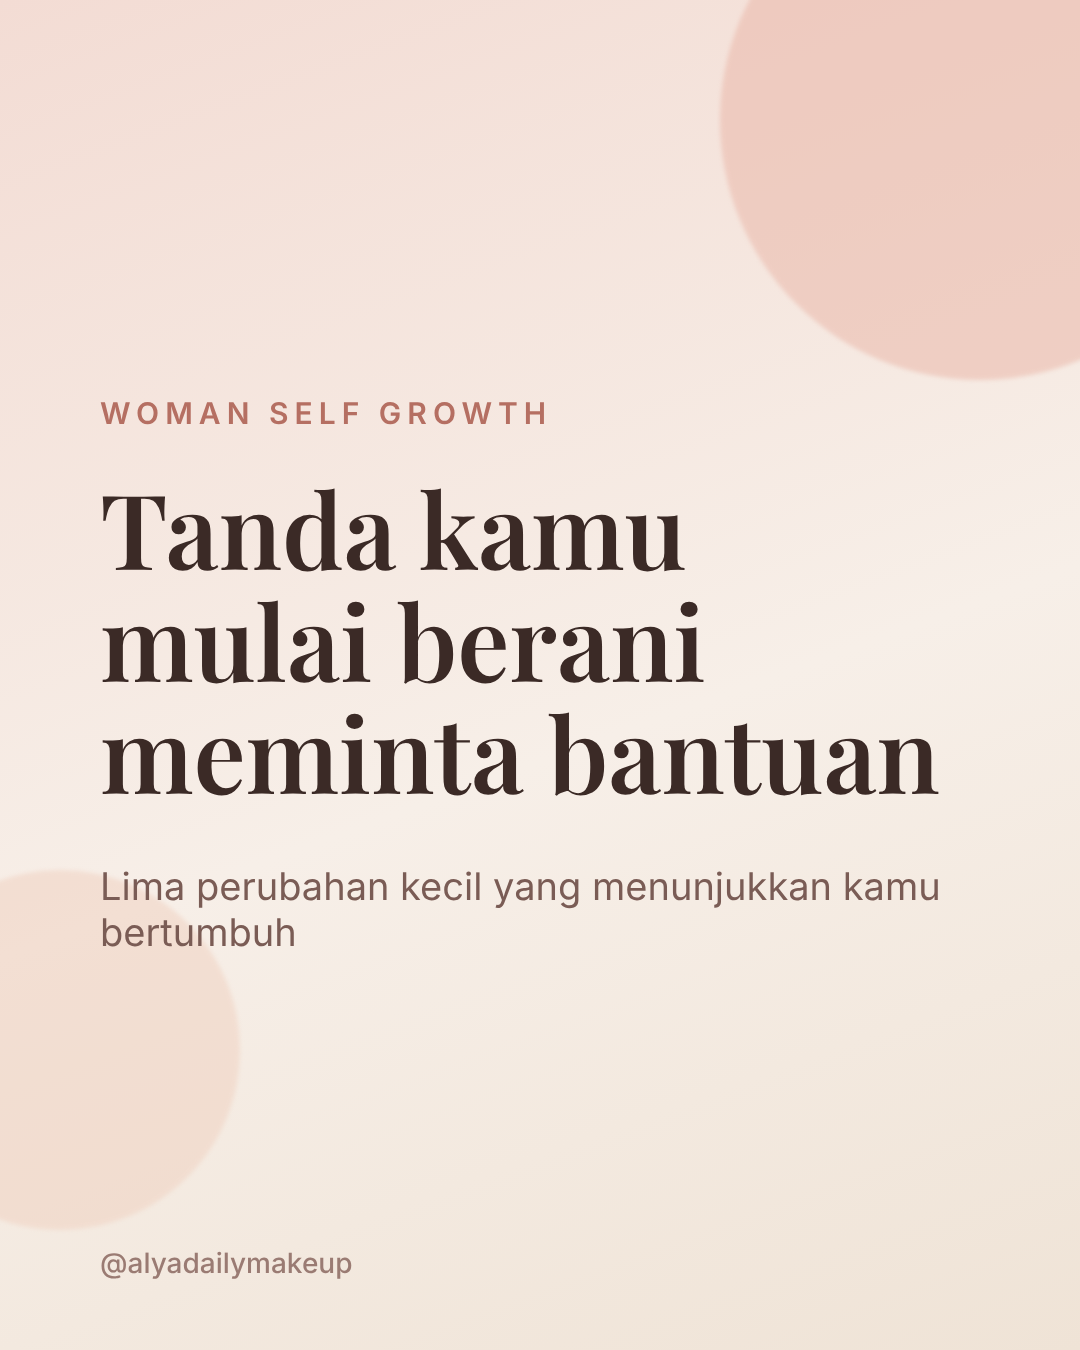 WOMAN SELF GROWTH
Tanda kamu
mulai berani
meminta bantuan
Lima perubahan kecil yang menunjukkan kamu
bertumbuh
@alyadailymakeup